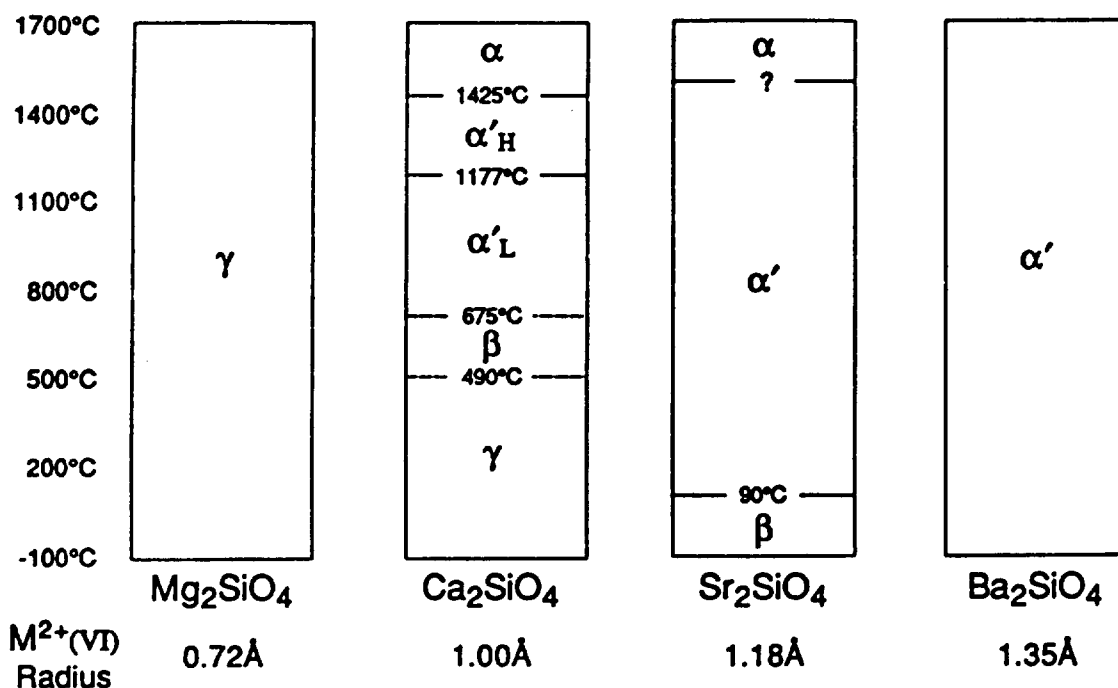 1700°C
1400°C
1100°C
800°C
500°C
200°C
-100°C
γ
Mg₂SiO₄
α
1425°C
α′H
1177°C
α′L
675°C
β
490°C
γ
Ca₂SiO₄
α
?
α′
90°C
β
Sr₂SiO₄
α′
Ba₂SiO₄
M²⁺(VI)
Radius
0.72Å
1.00Å
1.18Å
1.35Å